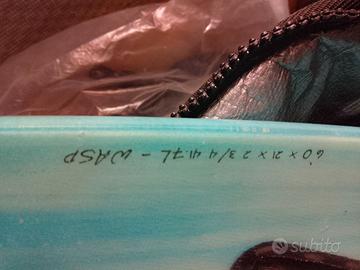 6'0 x 21 x 2 3/4 41.7L - WASP
subito